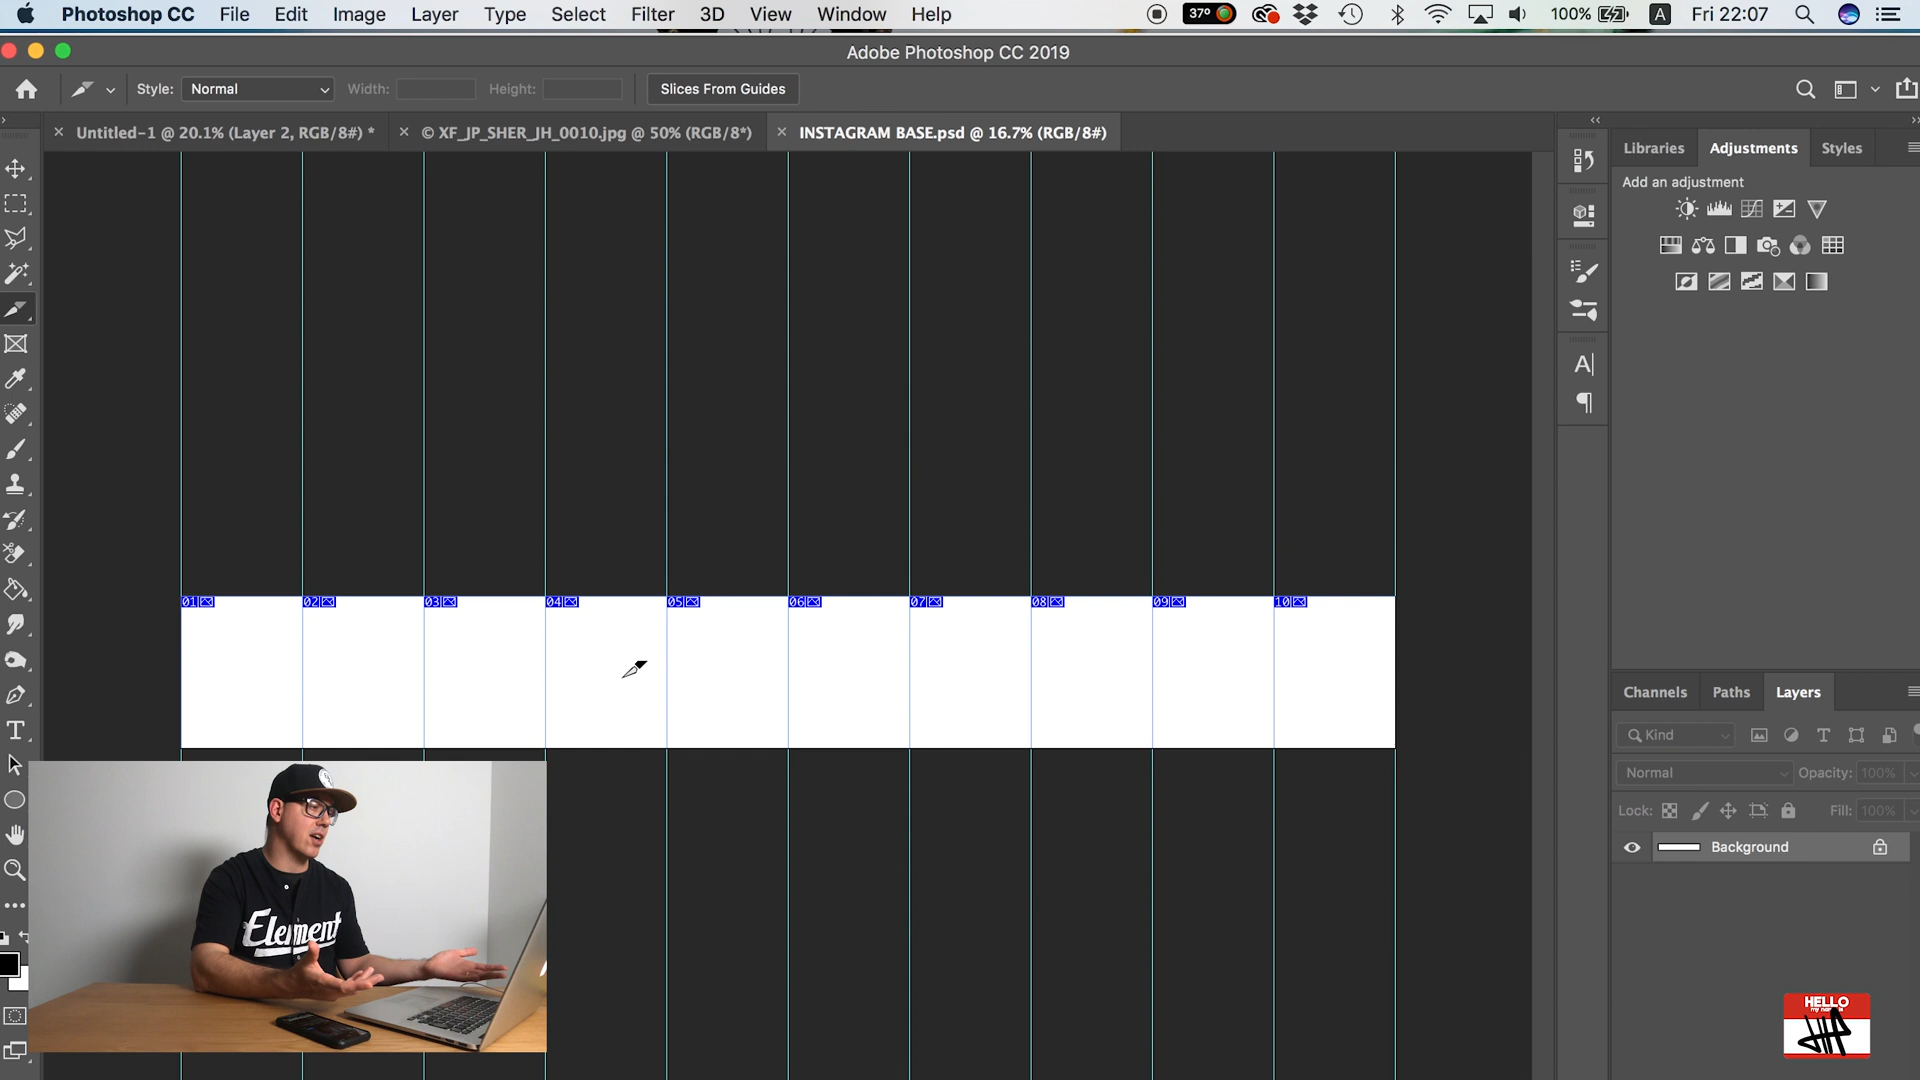 Photoshop CC File Edit Image Layer Type Select Filter 3D View Window Help 37° 100% A Fri 22:07
Adobe Photoshop CC 2019
Style: Normal Width: Height: Slices From Guides
Untitled-1 @ 20.1% (Layer 2, RGB/8#) * © XF_JP_SHER_JH_0010.jpg @ 50% (RGB/8*) INSTAGRAM BASE.psd @ 16.7% (RGB/8#)
Libraries Adjustments Styles
Add an adjustment
01 02 03 04 05 06 07 08 09 10
Channels Paths Layers
Kind
Normal Opacity: 100%
Lock: Fill: 100%
Background
Element
HELLO